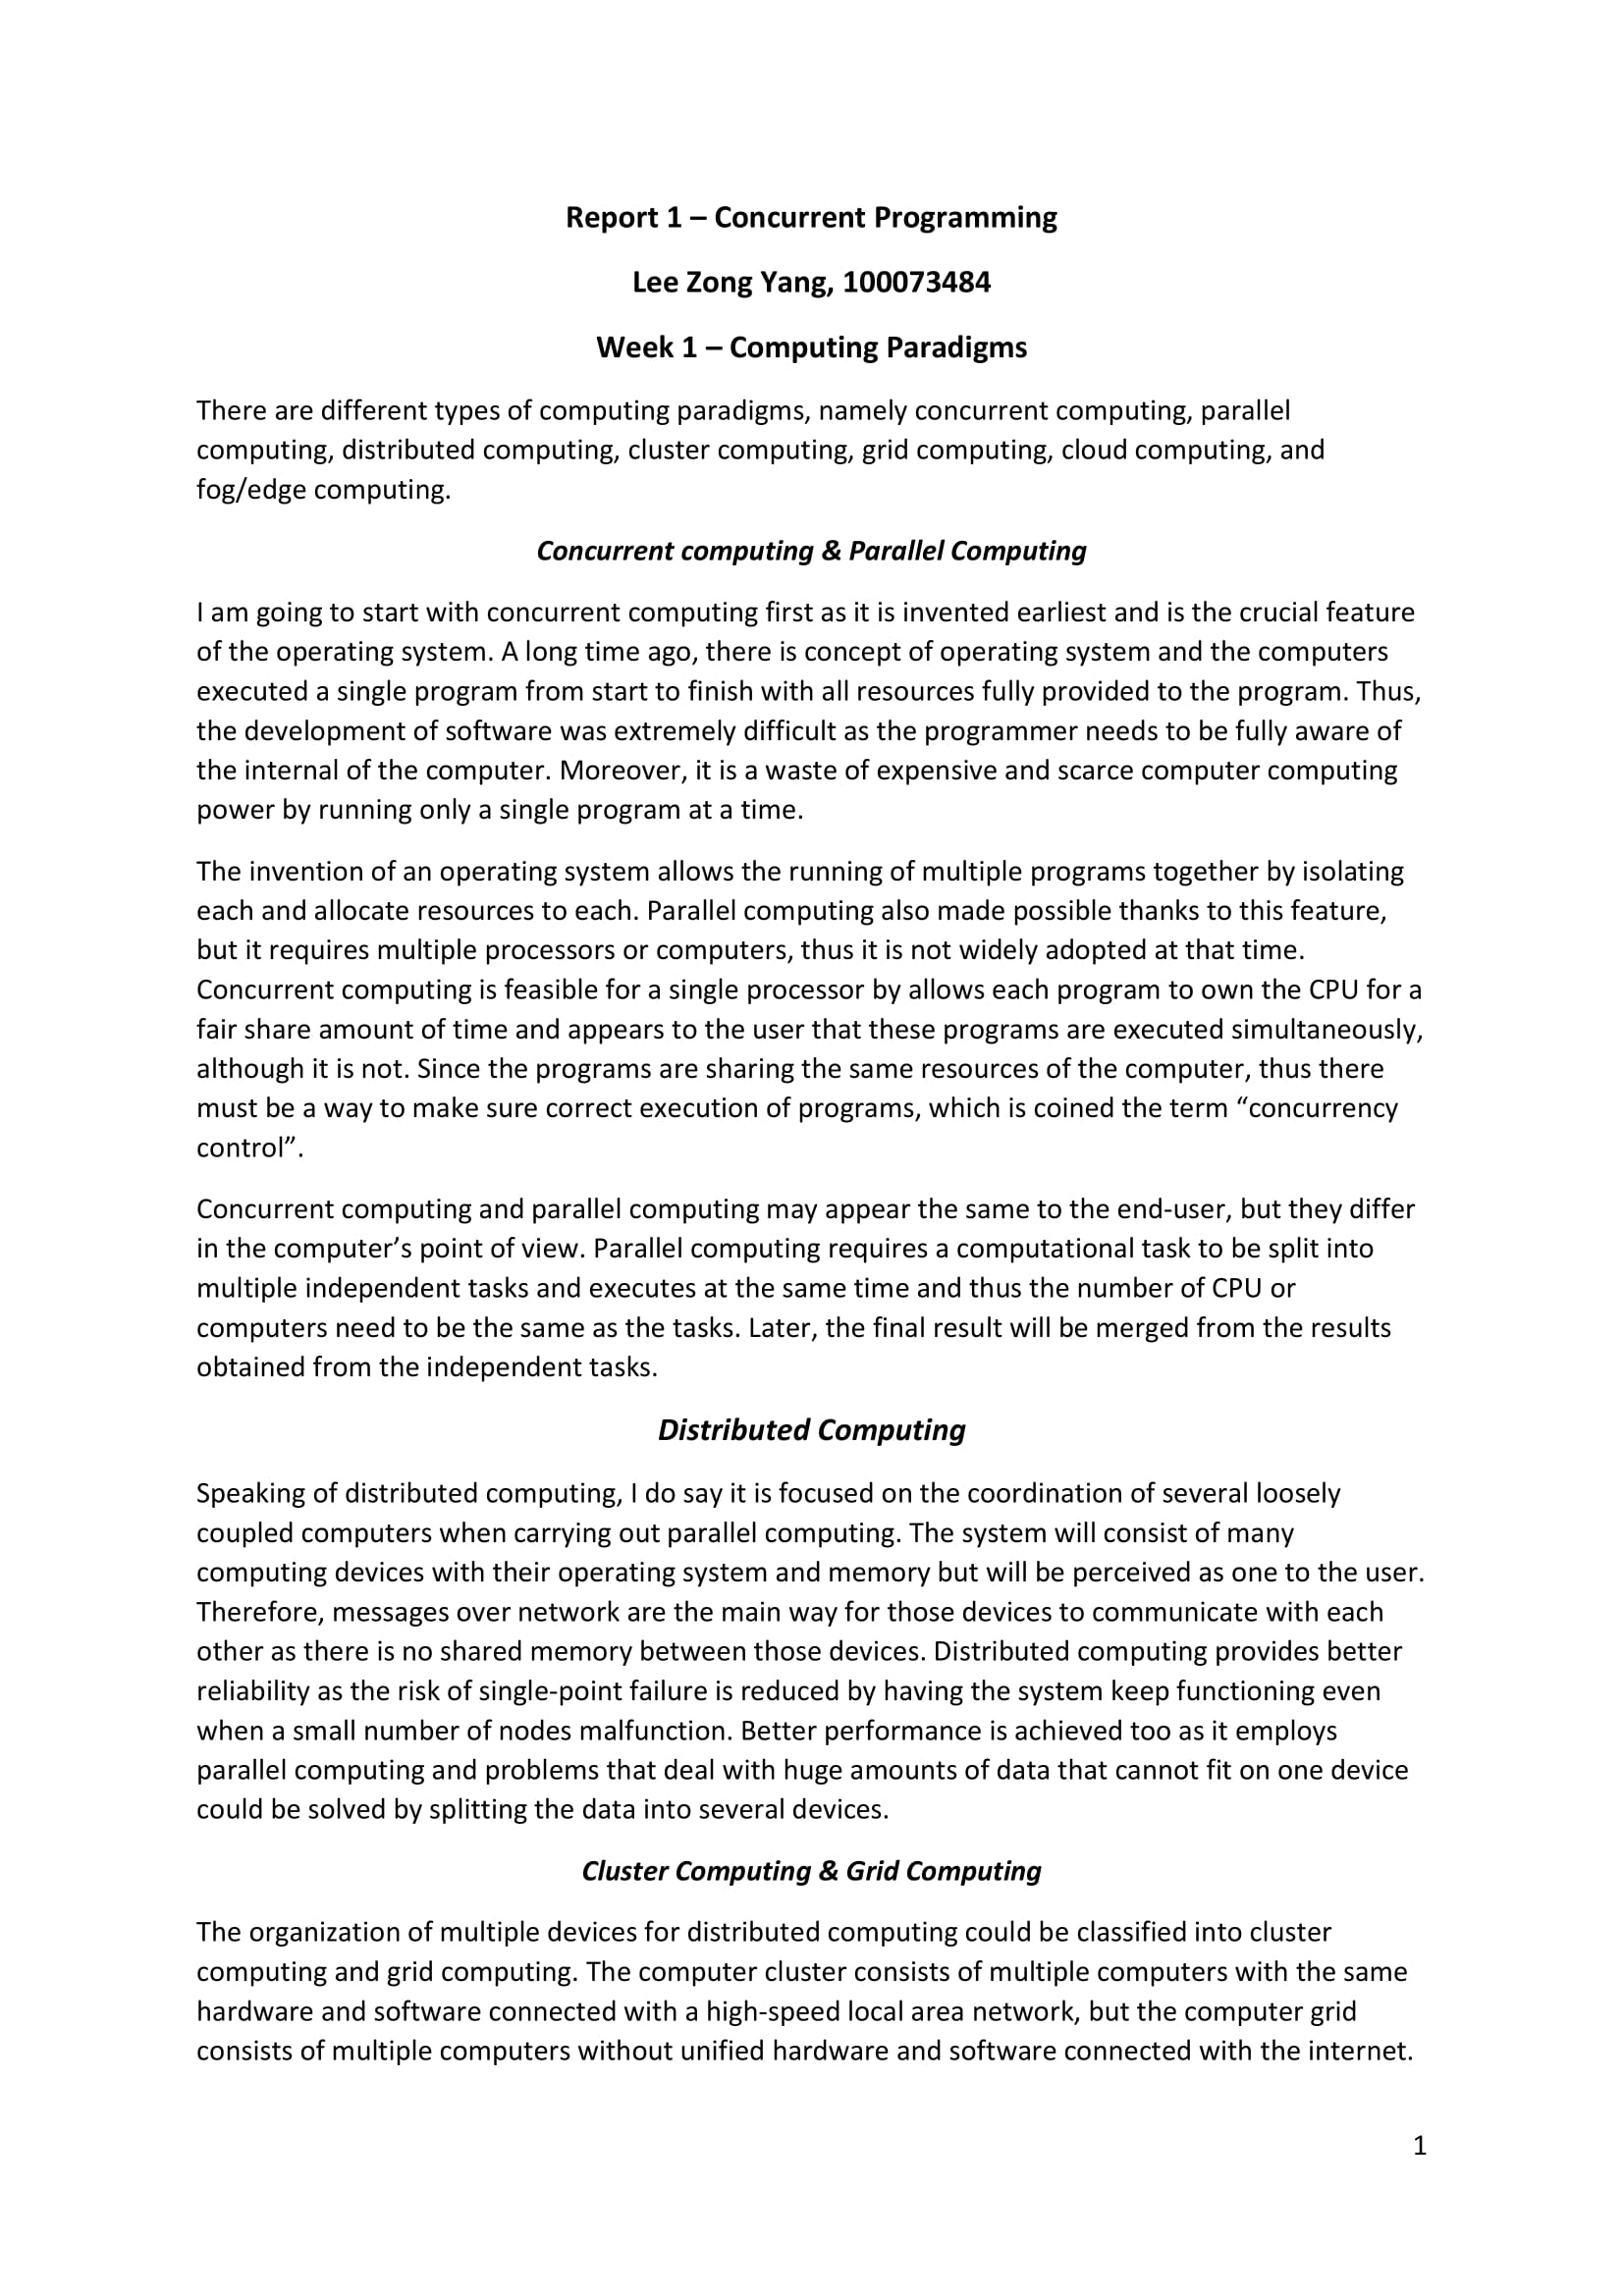 Report 1 – Concurrent Programming
Lee Zong Yang, 100073484
Week 1 – Computing Paradigms
There are different types of computing paradigms, namely concurrent computing, parallel
computing, distributed computing, cluster computing, grid computing, cloud computing, and
fog/edge computing.
Concurrent computing & Parallel Computing
I am going to start with concurrent computing first as it is invented earliest and is the crucial feature
of the operating system. A long time ago, there is concept of operating system and the computers
executed a single program from start to finish with all resources fully provided to the program. Thus,
the development of software was extremely difficult as the programmer needs to be fully aware of
the internal of the computer. Moreover, it is a waste of expensive and scarce computer computing
power by running only a single program at a time.
The invention of an operating system allows the running of multiple programs together by isolating
each and allocate resources to each. Parallel computing also made possible thanks to this feature,
but it requires multiple processors or computers, thus it is not widely adopted at that time.
Concurrent computing is feasible for a single processor by allows each program to own the CPU for a
fair share amount of time and appears to the user that these programs are executed simultaneously,
although it is not. Since the programs are sharing the same resources of the computer, thus there
must be a way to make sure correct execution of programs, which is coined the term “concurrency
control”.
Concurrent computing and parallel computing may appear the same to the end-user, but they differ
in the computer’s point of view. Parallel computing requires a computational task to be split into
multiple independent tasks and executes at the same time and thus the number of CPU or
computers need to be the same as the tasks. Later, the final result will be merged from the results
obtained from the independent tasks.
Distributed Computing
Speaking of distributed computing, I do say it is focused on the coordination of several loosely
coupled computers when carrying out parallel computing. The system will consist of many
computing devices with their operating system and memory but will be perceived as one to the user.
Therefore, messages over network are the main way for those devices to communicate with each
other as there is no shared memory between those devices. Distributed computing provides better
reliability as the risk of single-point failure is reduced by having the system keep functioning even
when a small number of nodes malfunction. Better performance is achieved too as it employs
parallel computing and problems that deal with huge amounts of data that cannot fit on one device
could be solved by splitting the data into several devices.
Cluster Computing & Grid Computing
The organization of multiple devices for distributed computing could be classified into cluster
computing and grid computing. The computer cluster consists of multiple computers with the same
hardware and software connected with a high-speed local area network, but the computer grid
consists of multiple computers without unified hardware and software connected with the internet.
1